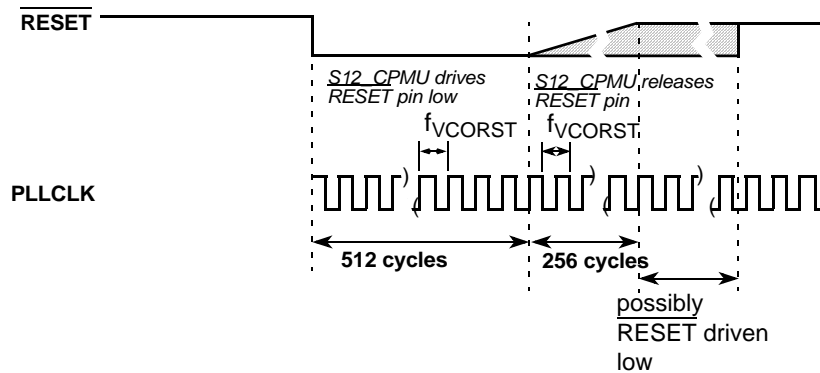 RESET
S12_CPMU drives
RESET pin low
S12_CPMU releases
RESET pin
fVCORST
fVCORST
PLLCLK
512 cycles
256 cycles
possibly
RESET driven
low